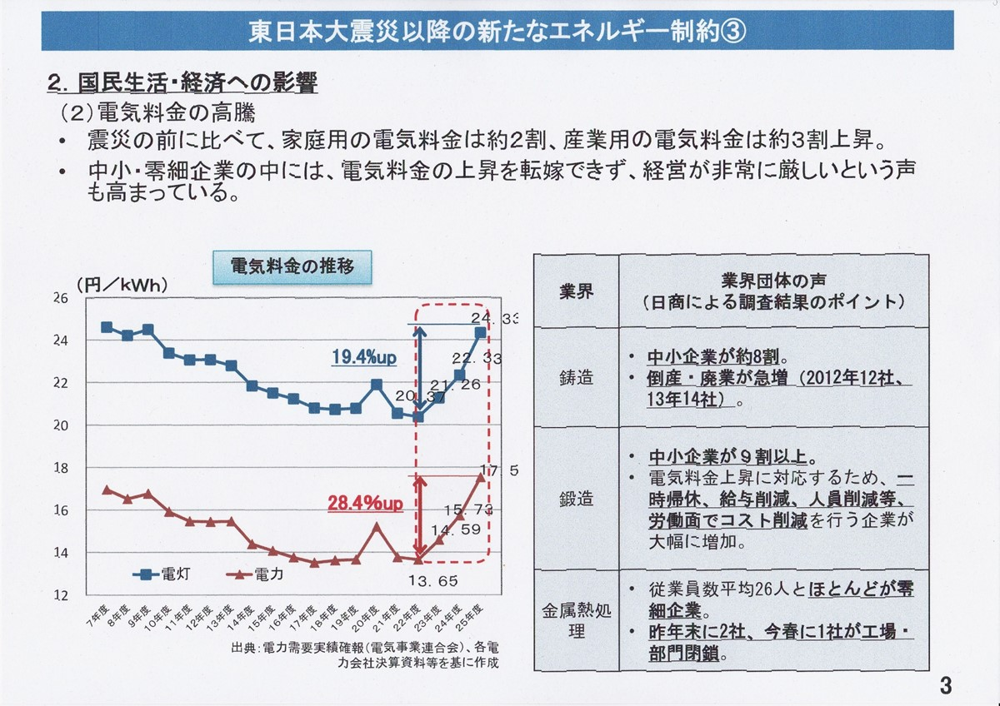 東日本大震災以降の新たなエネルギー制約③
2．国民生活・経済への影響
（2）電気料金の高騰
• 震災の前に比べて、家庭用の電気料金は約2割、産業用の電気料金は約3割上昇。
• 中小・零細企業の中には、電気料金の上昇を転嫁できず、経営が非常に厳しいという声
も高まっている。
電気料金の推移
（円／kWh）
26
24
22
20
18
16
14
12
24．33
22．33
21．26
20．37
19.4%up
17．5
15．73
14．59
13．65
28.4%up
電灯
電力
7年度
8年度
9年度
10年度
11年度
12年度
13年度
14年度
15年度
16年度
17年度
18年度
19年度
20年度
21年度
22年度
23年度
24年度
25年度
出典：電力需要実績確報（電気事業連合会）、各電
力会社決算資料等を基に作成
業界
業界団体の声
（日商による調査結果のポイント）
鋳造
• 中小企業が約8割。
• 倒産・廃業が急増（2012年12社、
13年14社）。
鍛造
• 中小企業が９割以上。
• 電気料金上昇に対応するため、一
時帰休、給与削減、人員削減等、
労働面でコスト削減を行う企業が
大幅に増加。
金属熱処
理
• 従業員数平均26人とほとんどが零
細企業。
• 昨年末に2社、今春に1社が工場・
部門閉鎖。
3